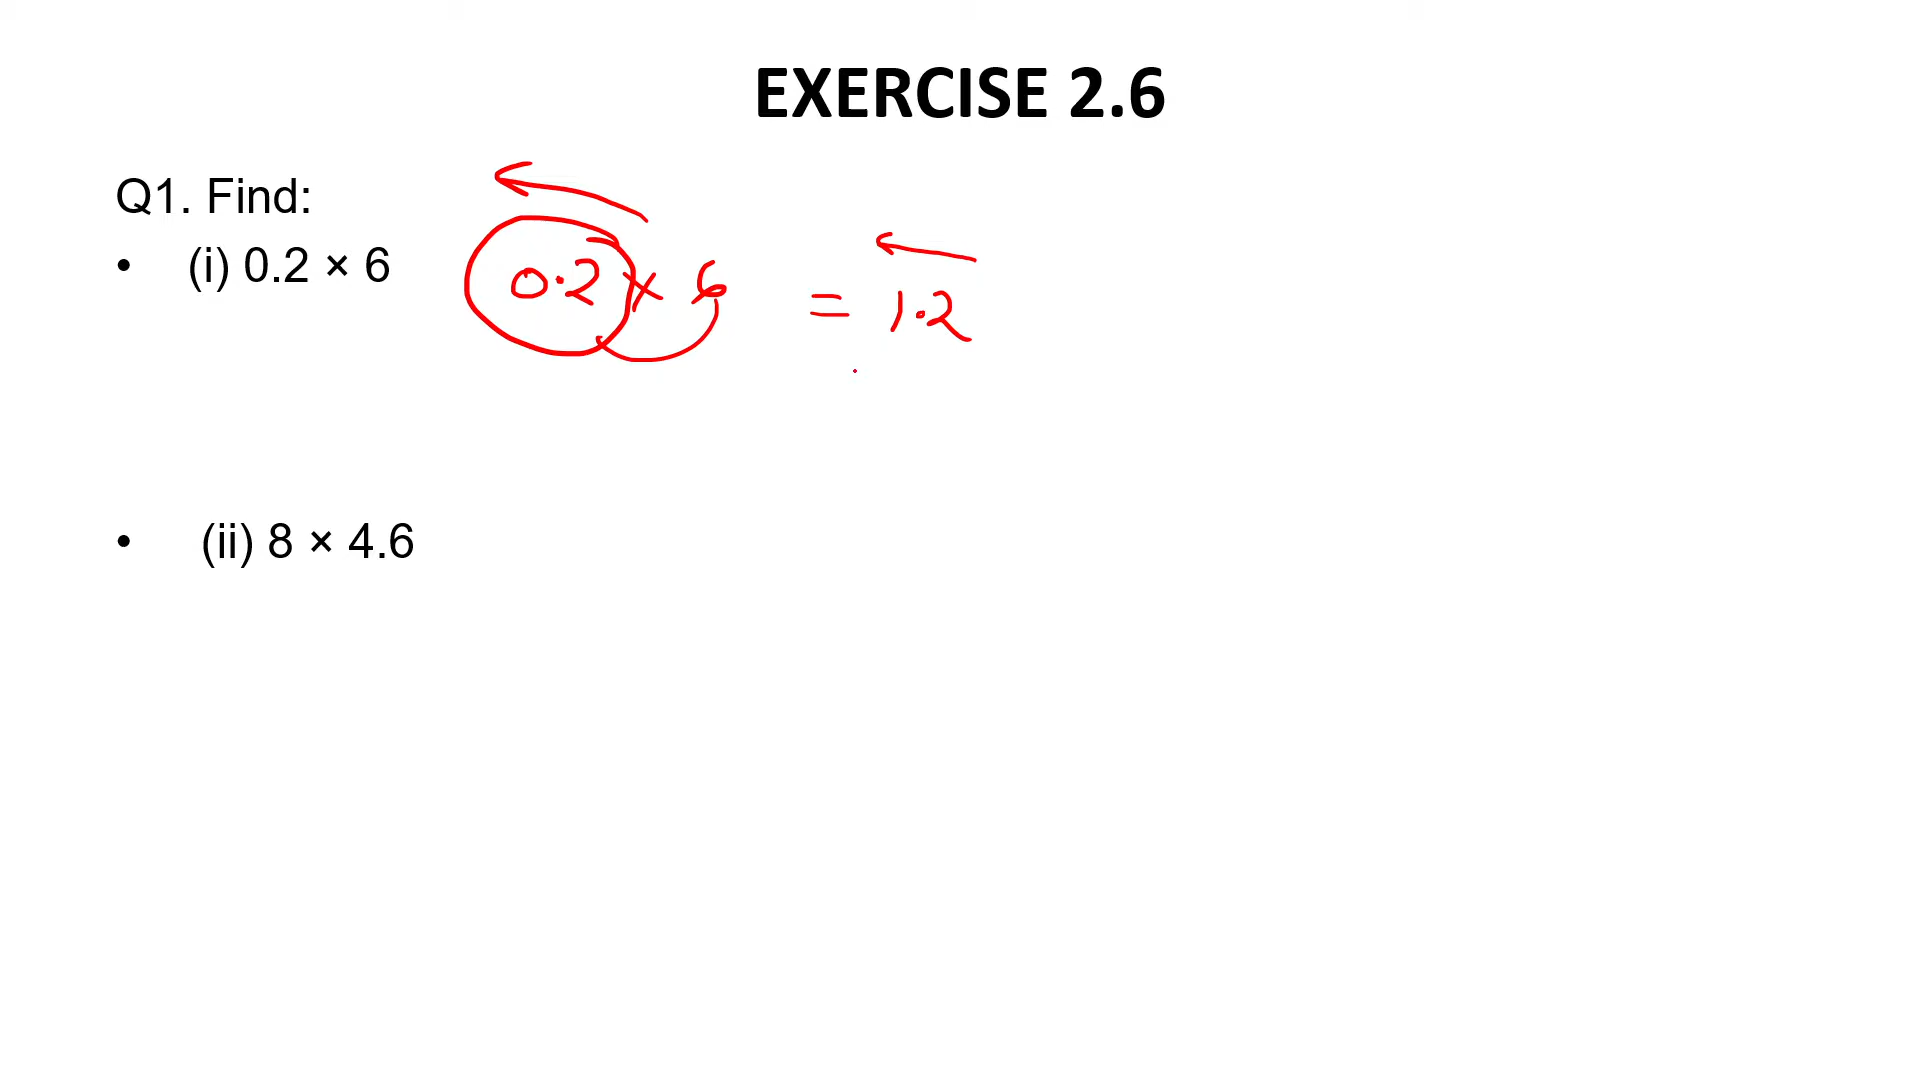 EXERCISE 2.6
Q1. Find:
• (i) 0.2 × 6
0.2 × 6 = 1.2
• (ii) 8 × 4.6